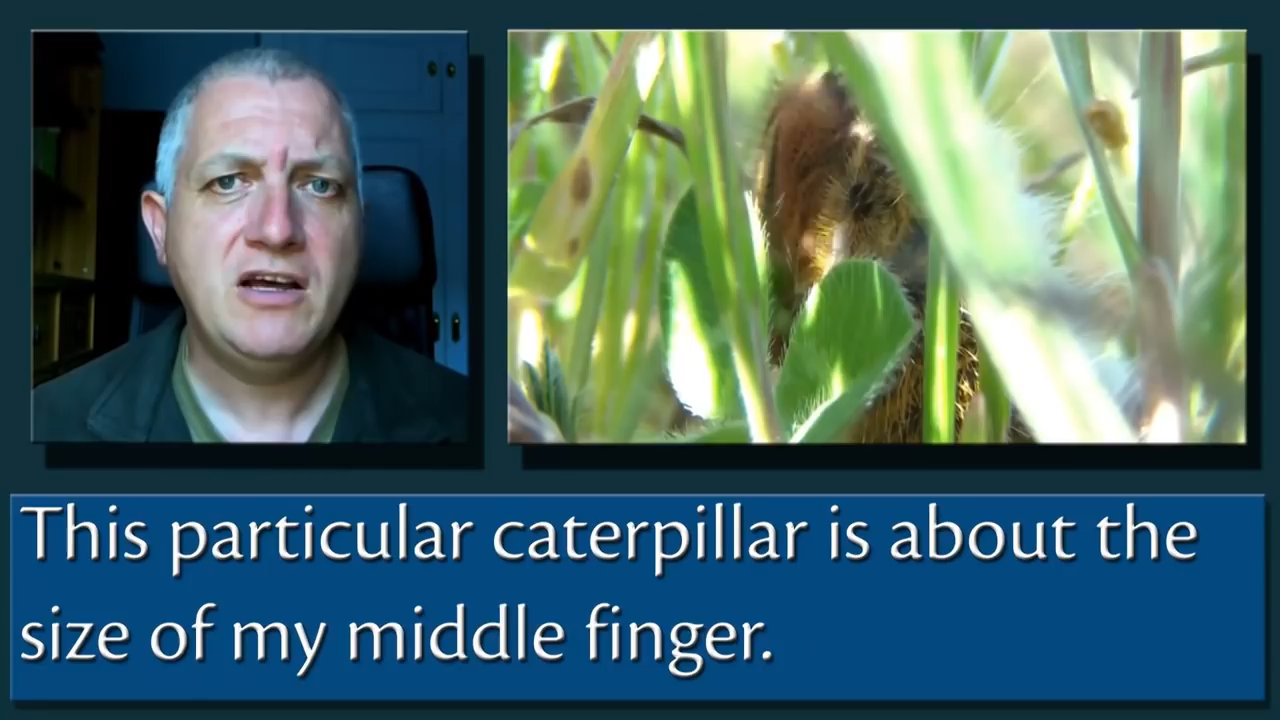 This particular caterpillar is about the
size of my middle finger.